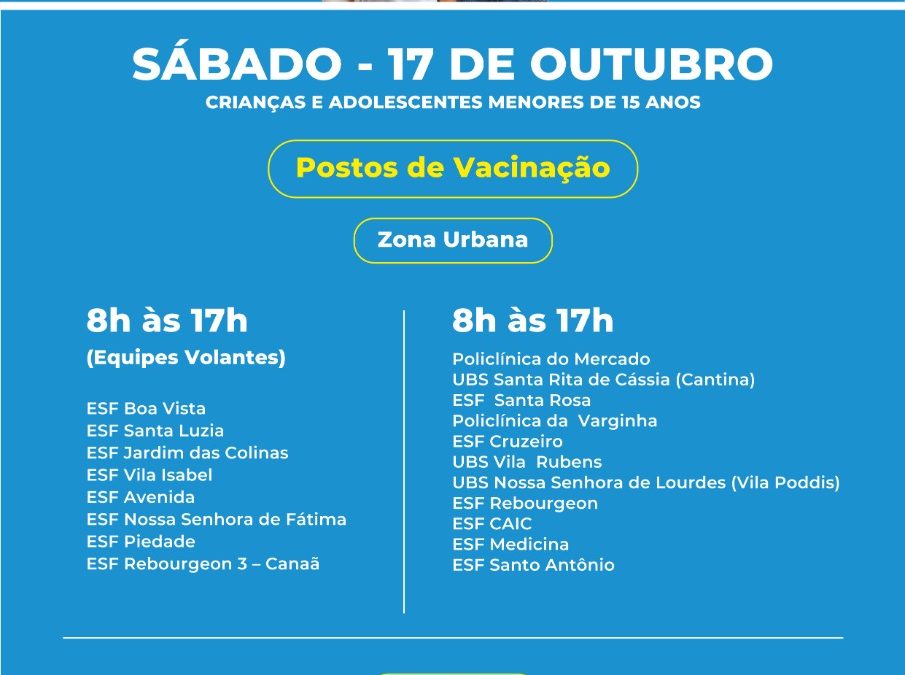 SÁBADO - 17 DE OUTUBRO
CRIANÇAS E ADOLESCENTES MENORES DE 15 ANOS
Postos de Vacinação
Zona Urbana
8h às 17h
(Equipes Volantes)
ESF Boa Vista
ESF Santa Luzia
ESF Jardim das Colinas
ESF Vila Isabel
ESF Avenida
ESF Nossa Senhora de Fátima
ESF Piedade
ESF Rebourgeon 3 – Canaã
8h às 17h
Policlínica do Mercado
UBS Santa Rita de Cássia (Cantina)
ESF Santa Rosa
Policlínica da Varginha
ESF Cruzeiro
UBS Vila Rubens
UBS Nossa Senhora de Lourdes (Vila Poddis)
ESF Rebourgeon
ESF CAIC
ESF Medicina
ESF Santo Antônio